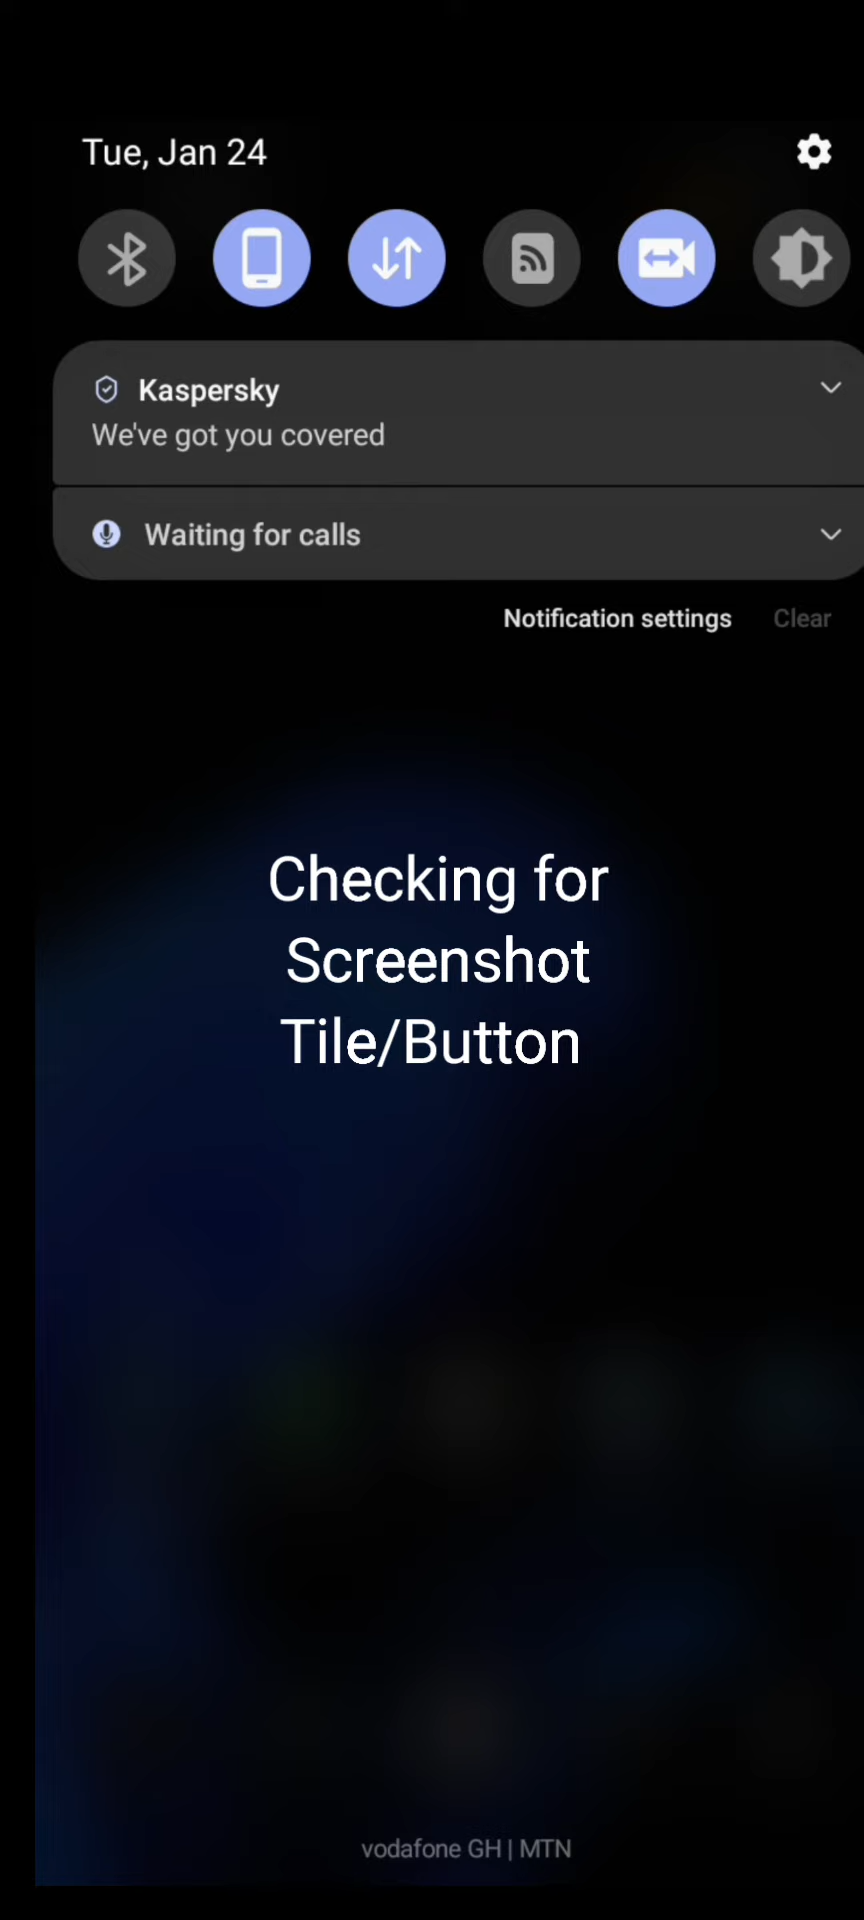 Tue, Jan 24
Kaspersky
We've got you covered
Waiting for calls
Notification settings Clear
Checking for
Screenshot
Tile/Button
vodafone GH | MTN